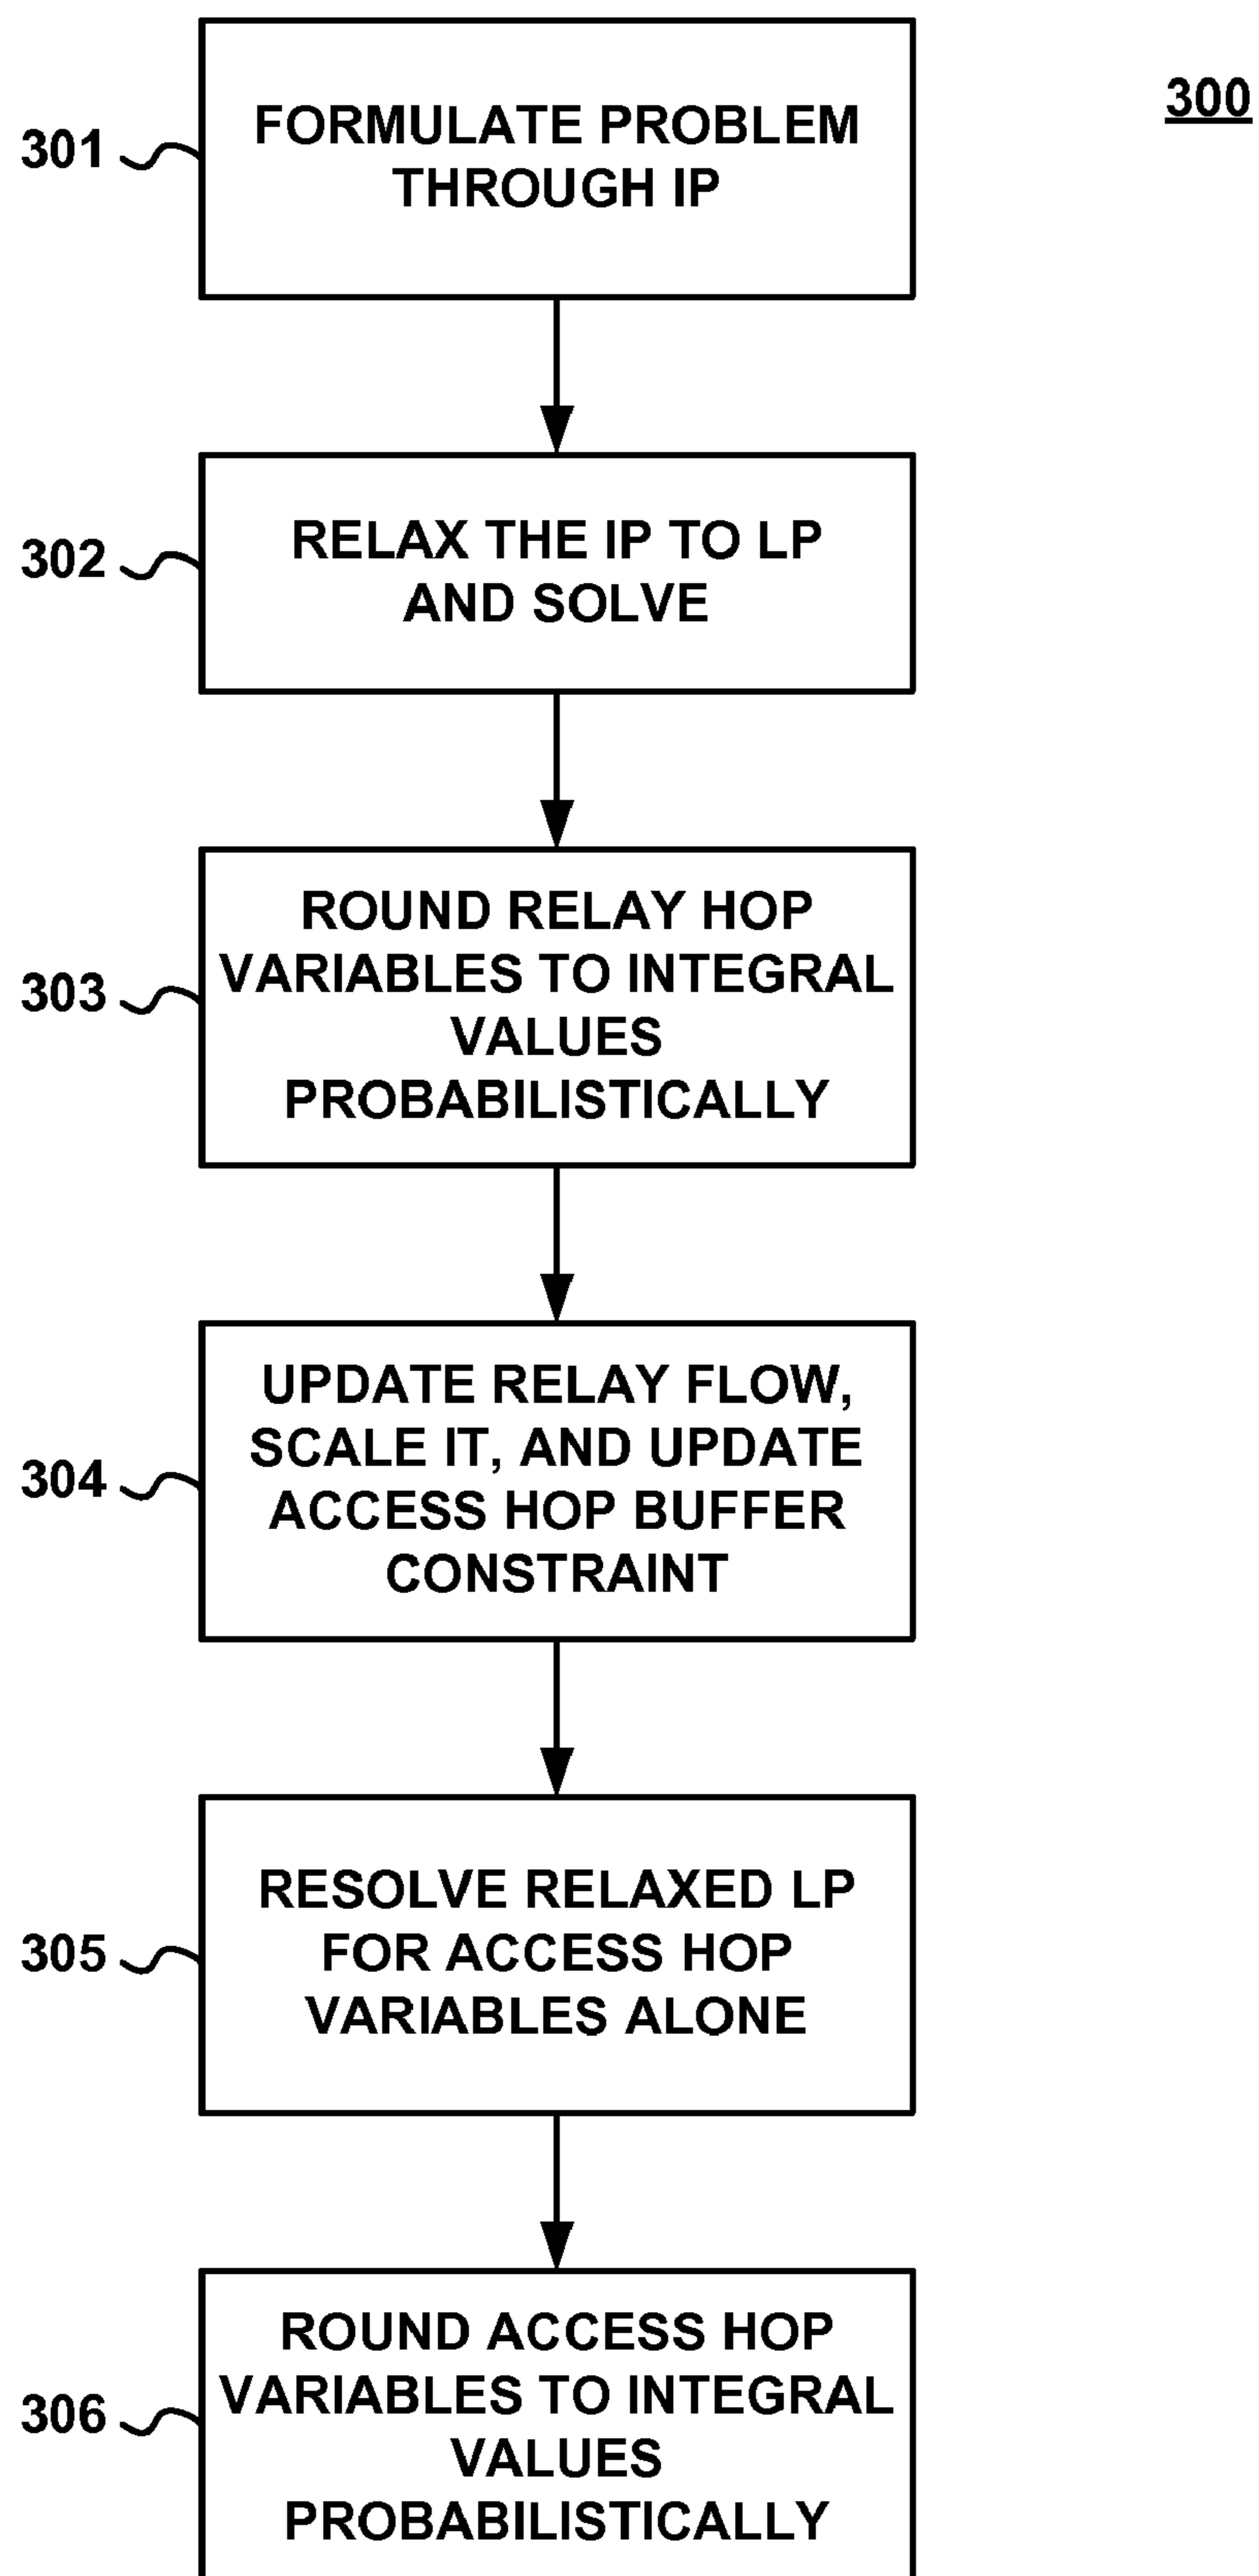 300
301
FORMULATE PROBLEM
THROUGH IP
302
RELAX THE IP TO LP
AND SOLVE
303
ROUND RELAY HOP
VARIABLES TO INTEGRAL
VALUES
PROBABILISTICALLY
304
UPDATE RELAY FLOW,
SCALE IT, AND UPDATE
ACCESS HOP BUFFER
CONSTRAINT
305
RESOLVE RELAXED LP
FOR ACCESS HOP
VARIABLES ALONE
306
ROUND ACCESS HOP
VARIABLES TO INTEGRAL
VALUES
PROBABILISTICALLY